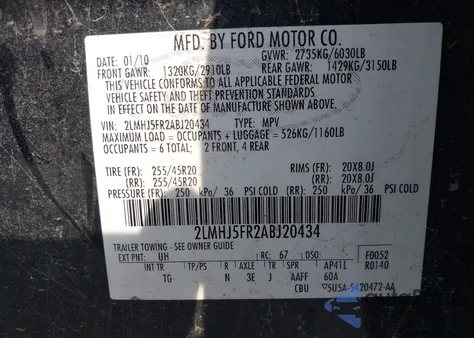 MFD. BY FORD MOTOR CO.
DATE: 01/10 GVWR: 2735KG/6030LB
FRONT GAWR: 1320KG/2910LB REAR GAWR: 1429KG/3150LB
THIS VEHICLE CONFORMS TO ALL APPLICABLE FEDERAL MOTOR
VEHICLE SAFETY AND THEFT PREVENTION STANDARDS IN EFFECT ON THE DATE
OF MANUFACTURE SHOWN ABOVE.
VIN: 2LMHJ5FR2ABJ20434 TYPE: MPV
MAXIMUM LOAD = OCCUPANTS + LUGGAGE = 526KG/1160LB
OCCUPANTS = 6 TOTAL: 2 FRONT, 4 REAR
TIRE (FR): 255/45R20 RIMS (FR): 20X8.0J
(RR): 255/45R20 (RR): 20X8.0J
PRESSURE (FR): 250 kPa/ 36 PSI COLD (RR): 250 kPa/ 36 PSI COLD
2LMHJ5FR2ABJ20434
TRAILER TOWING - SEE OWNER GUIDE
EXT PNT: UH RC: 67 DSO: F0052
INT TR TP/PS R AXLE TR SPR AP41L R0140
TG N 3E J AAFF 60A
CBU 5U5A-5420472-AA